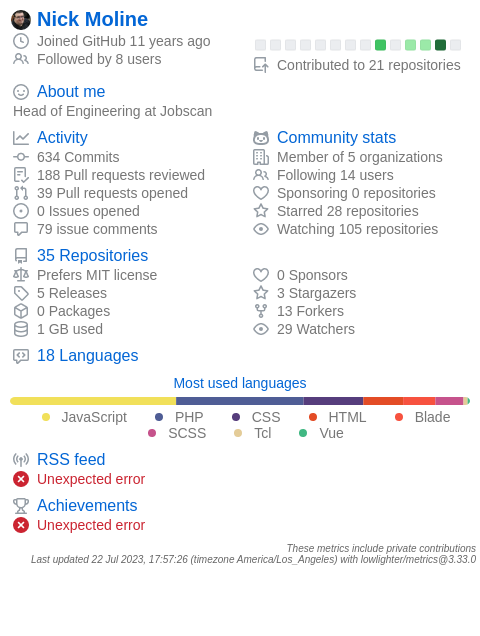 Nick Moline
Joined GitHub 11 years ago
Followed by 8 users
Contributed to 21 repositories
About me
Head of Engineering at Jobscan
Activity
634 Commits
188 Pull requests reviewed
39 Pull requests opened
0 Issues opened
79 issue comments
Community stats
Member of 5 organizations
Following 14 users
Sponsoring 0 repositories
Starred 28 repositories
Watching 105 repositories
35 Repositories
Prefers MIT license
5 Releases
0 Packages
1 GB used
0 Sponsors
3 Stargazers
13 Forkers
29 Watchers
18 Languages
Most used languages
JavaScript PHP CSS HTML Blade
SCSS Tcl Vue
RSS feed
Unexpected error
Achievements
Unexpected error
These metrics include private contributions
Last updated 22 Jul 2023, 17:57:26 (timezone America/Los_Angeles) with lowlighter/metrics@3.33.0